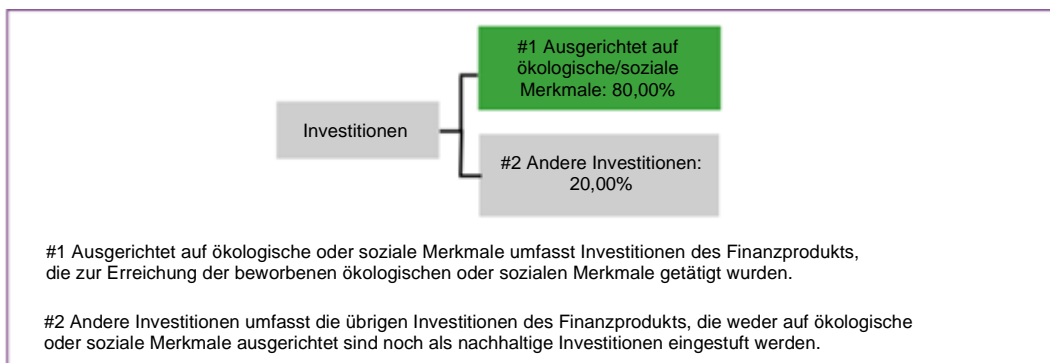 #1 Ausgerichtet auf
ökologische/soziale
Merkmale: 80,00%
Investitionen
#2 Andere Investitionen:
20,00%
#1 Ausgerichtet auf ökologische oder soziale Merkmale umfasst Investitionen des Finanzprodukts,
die zur Erreichung der beworbenen ökologischen oder sozialen Merkmale getätigt wurden.
#2 Andere Investitionen umfasst die übrigen Investitionen des Finanzprodukts, die weder auf ökologische
oder soziale Merkmale ausgerichtet sind noch als nachhaltige Investitionen eingestuft werden.